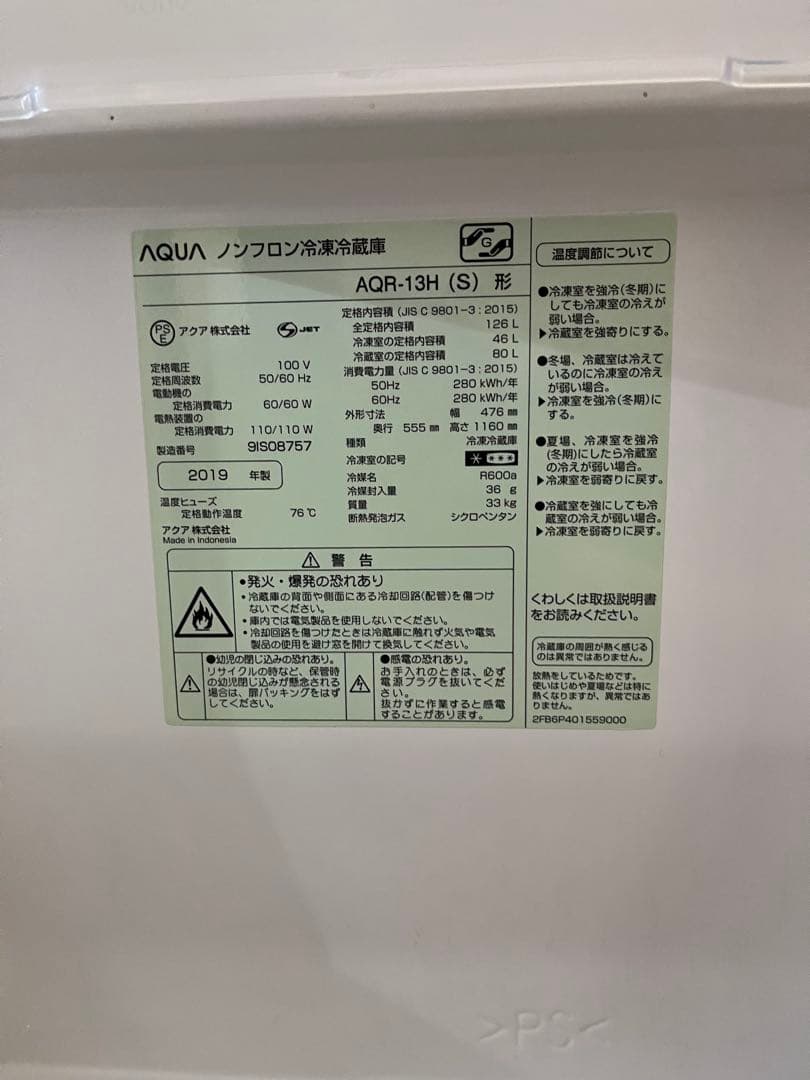 AQUA ノンフロン冷凍冷蔵庫
G
AQR-13H (S) 形
PS E アクア株式会社
S JET
定格電圧 100 V
定格周波数 50/60 Hz
電動機の
定格消費電力 60/60 W
電熱装置の
定格消費電力 110/110 W
製造番号 9IS08757
2019 年製
温度ヒューズ
定格動作温度 76 ℃
アクア株式会社
Made in Indonesia
定格内容積 (JIS C 9801-3 : 2015)
全定格内容積 126 L
冷凍室の定格内容積 46 L
冷蔵室の定格内容積 80 L
消費電力量 (JIS C 9801-3 : 2015)
50Hz 280 kWh/年
60Hz 280 kWh/年
外形寸法 幅 476 ㎜
奥行 555 ㎜ 高さ 1160 ㎜
種類 冷凍冷蔵庫
冷凍室の記号
冷媒名 R600a
冷媒封入量 36 g
質量 33 kg
断熱発泡ガス シクロペンタン
警 告
●発火・爆発の恐れあり
・冷蔵庫の背面や側面にある冷却回路(配管)を傷つけ
ないでください。
・庫内では電気製品を使用しないでください。
・冷却回路を傷つけたときは冷蔵庫に触れず火気や電気
製品の使用を避け窓を開けて換気してください。
●幼児の閉じ込みの恐れあり。
リサイクルの時など、保管時
の幼児閉じ込みが懸念される
場合は、扉パッキングをはず
してください。
●感電の恐れあり。
お手入れのときは、必ず
電源プラグを抜いてくだ
さい。
抜かずに作業すると感電
することがあります。
温度調節について
●冷凍室を強冷(冬期)に
しても冷凍室の冷えが
弱い場合。
▶冷蔵室を強寄りにする。
●冬場、冷蔵室は冷えて
いるのに冷凍室の冷え
が弱い場合。
▶冷凍室を強冷(冬期)に
する。
●夏場、冷凍室を強冷
(冬期)にしたら冷蔵室
の冷えが弱い場合。
▶冷凍室を弱寄りに戻す。
●冷蔵室を強にしても冷
蔵室の冷えが弱い場合。
▶冷凍室を弱寄りに戻す。
くわしくは取扱説明書
をお読みください。
冷蔵庫の周囲が熱く感じる
のは異常ではありません。
放熱をしているためです。
使いはじめや夏場などは特に
熱くなりますが、異常ではあ
りません。
2FB6P401559000
>PS<